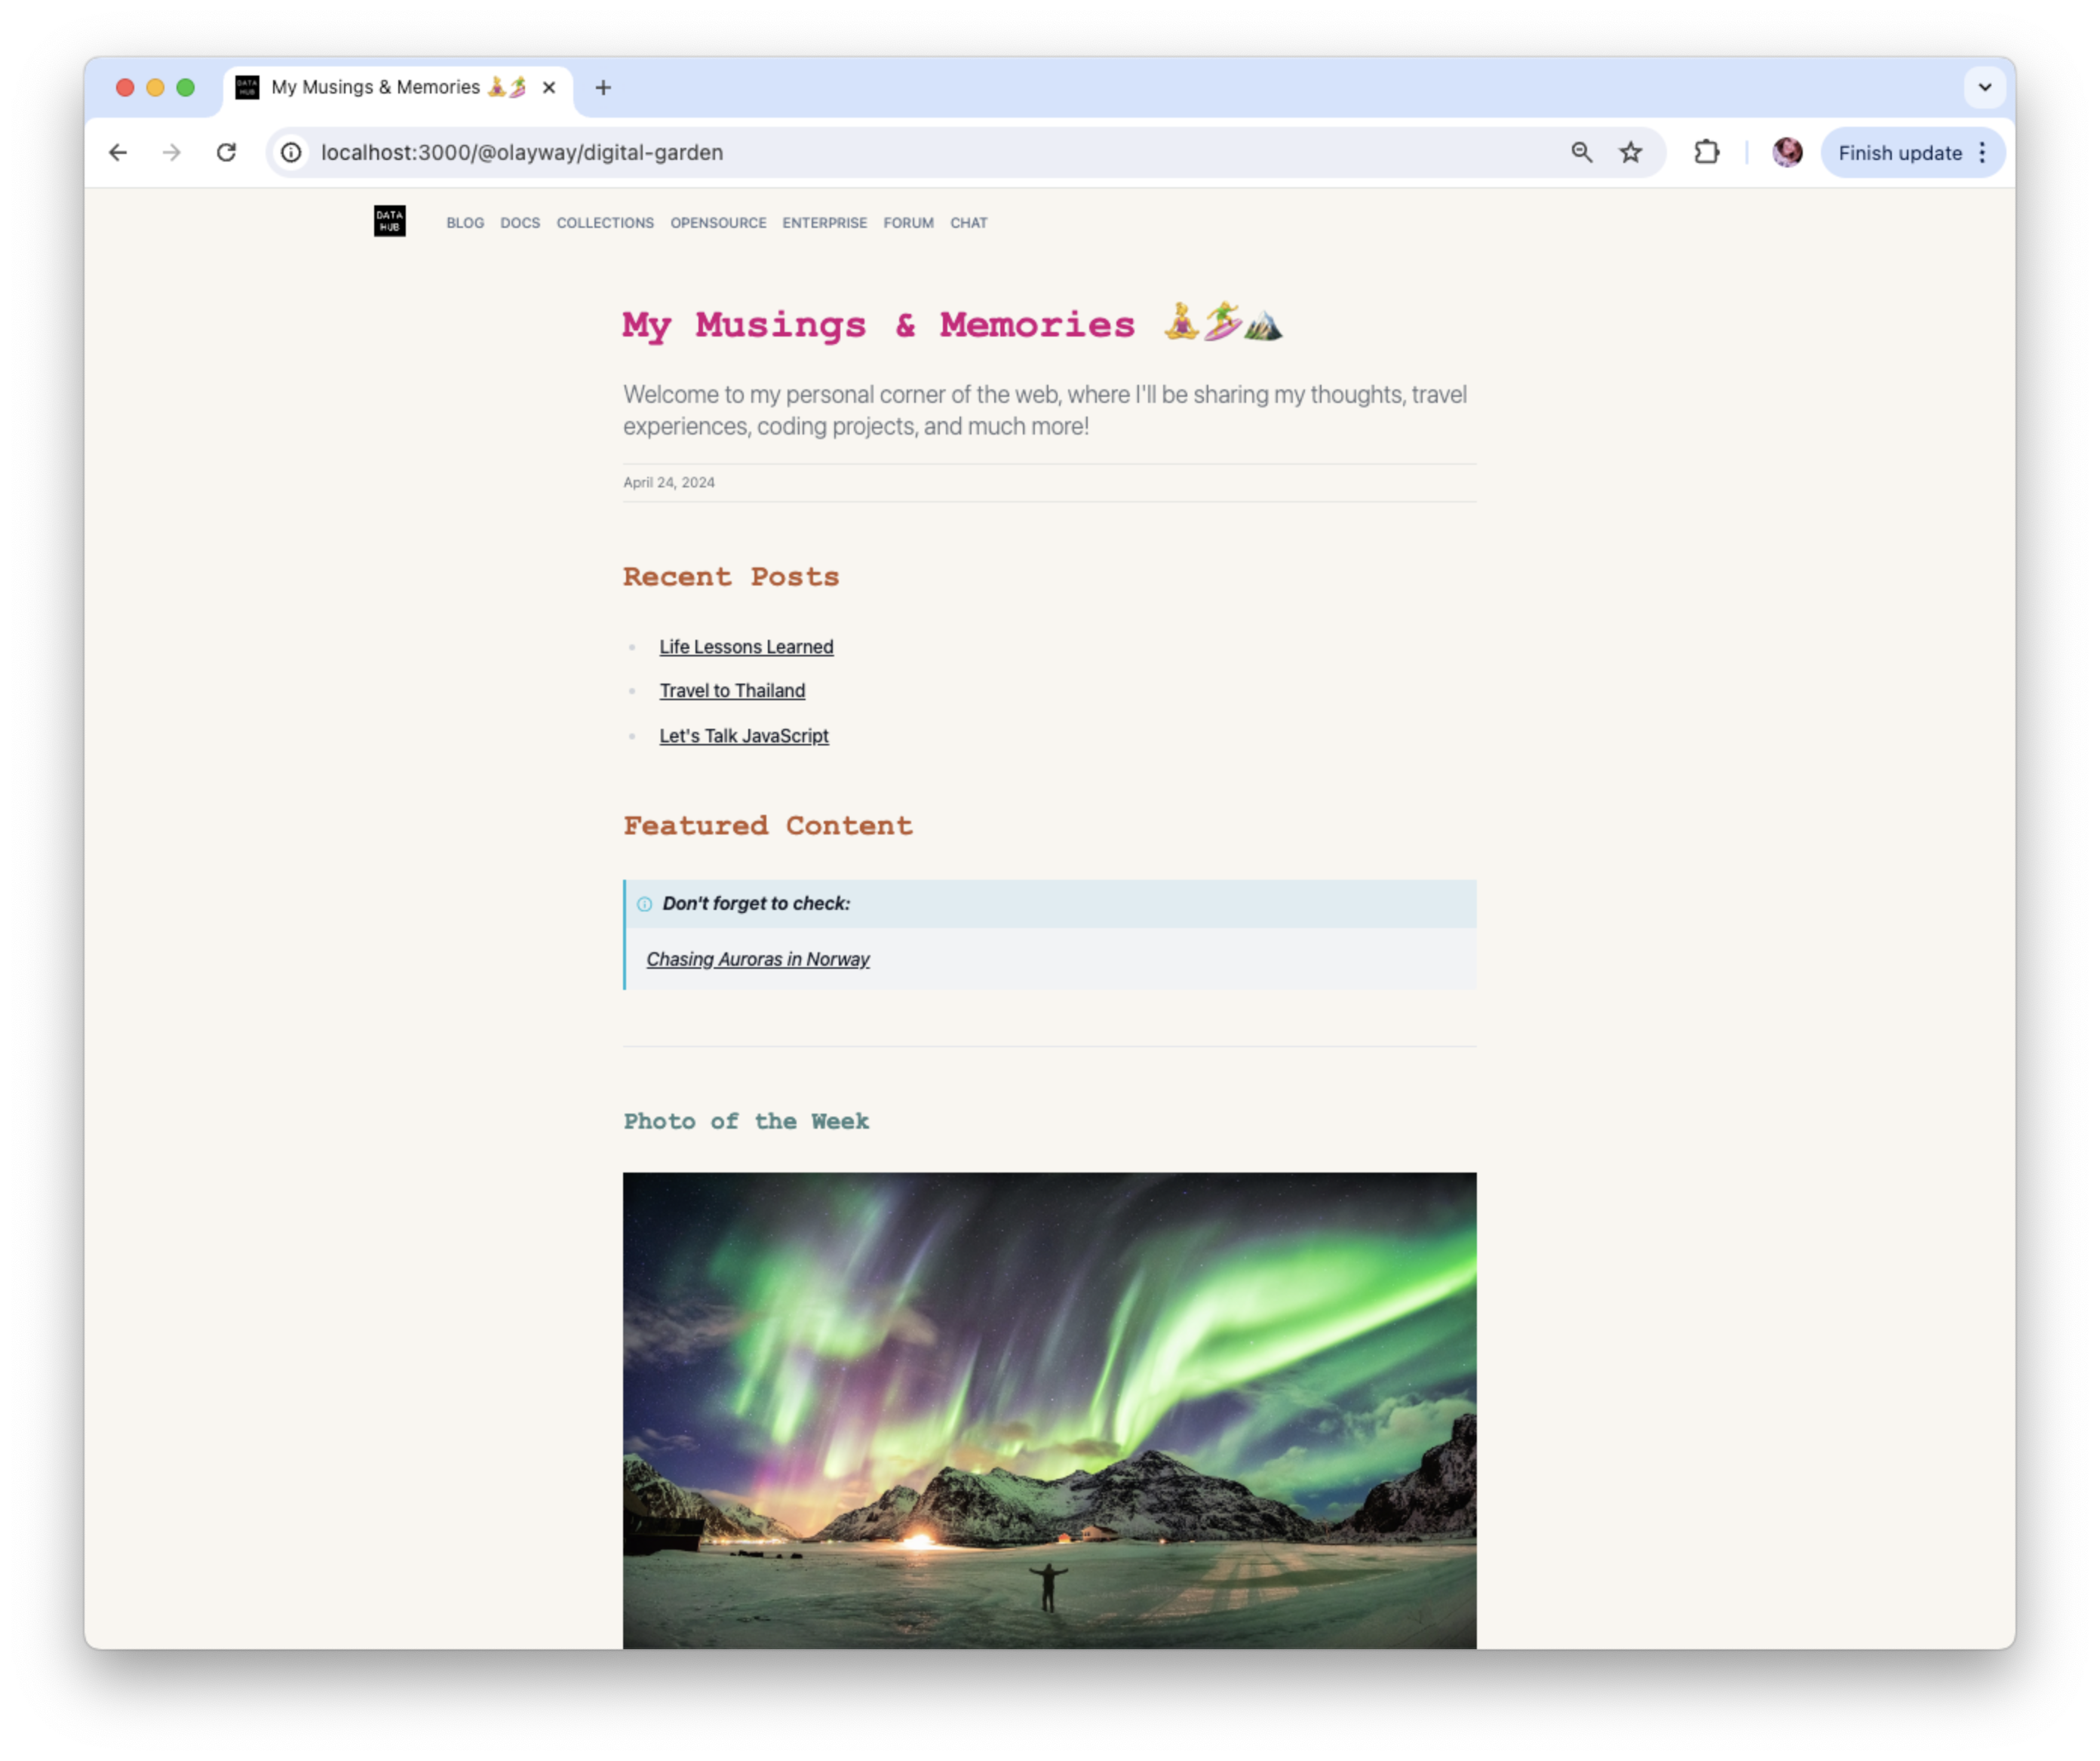 My Musings & Memories 🧘‍♀️🏄‍♀️
Finish update
localhost:3000/@olayway/digital-garden
DATA
HUB
BLOG DOCS COLLECTIONS OPENSOURCE ENTERPRISE FORUM CHAT
My Musings & Memories 🧘‍♀️🏄‍♀️🏔️
Welcome to my personal corner of the web, where I'll be sharing my thoughts, travel
experiences, coding projects, and much more!
April 24, 2024
Recent Posts
Life Lessons Learned
Travel to Thailand
Let's Talk JavaScript
Featured Content
Don't forget to check:
Chasing Auroras in Norway
Photo of the Week